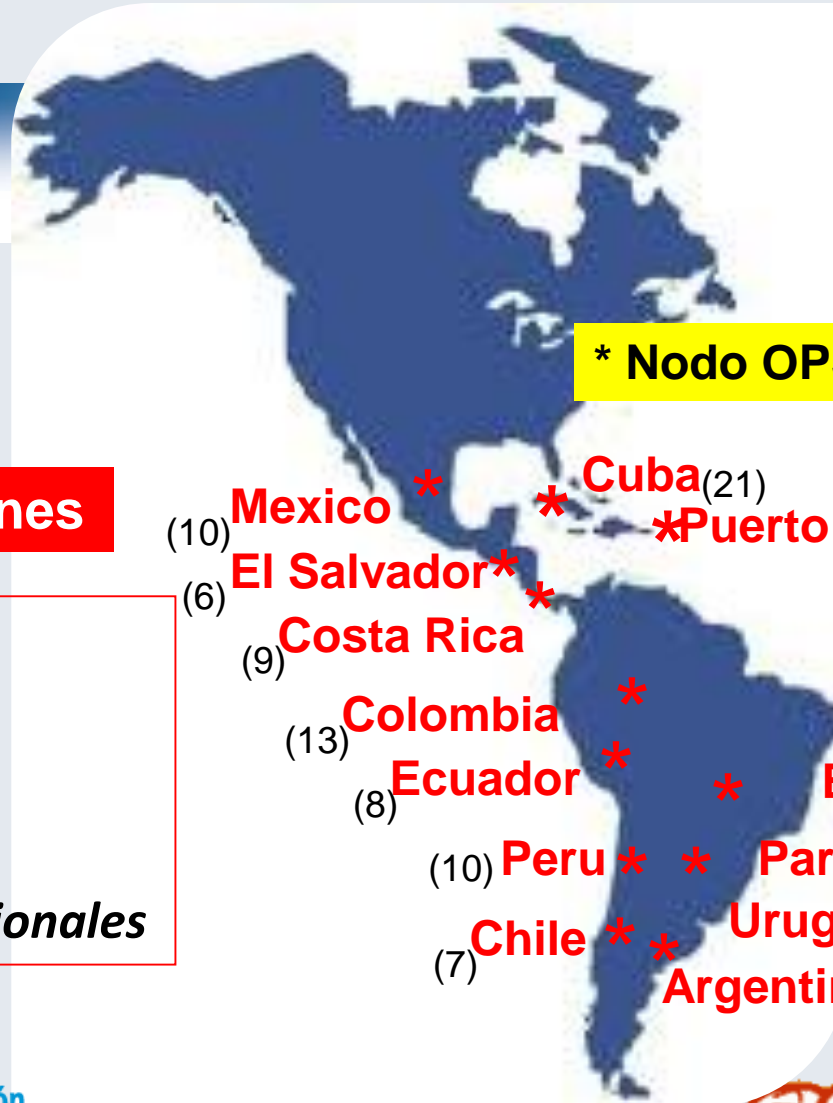 * Nodo OP
nes
Cuba(21)
(10)Mexico *
*
*Puerto
(6)El Salvador*
*
(9)Costa Rica
*
(13)Colombia
*
(8)Ecuador
*
(10) Peru * * Par
ionales
Urug
(7)Chile * *
Argentin
ón